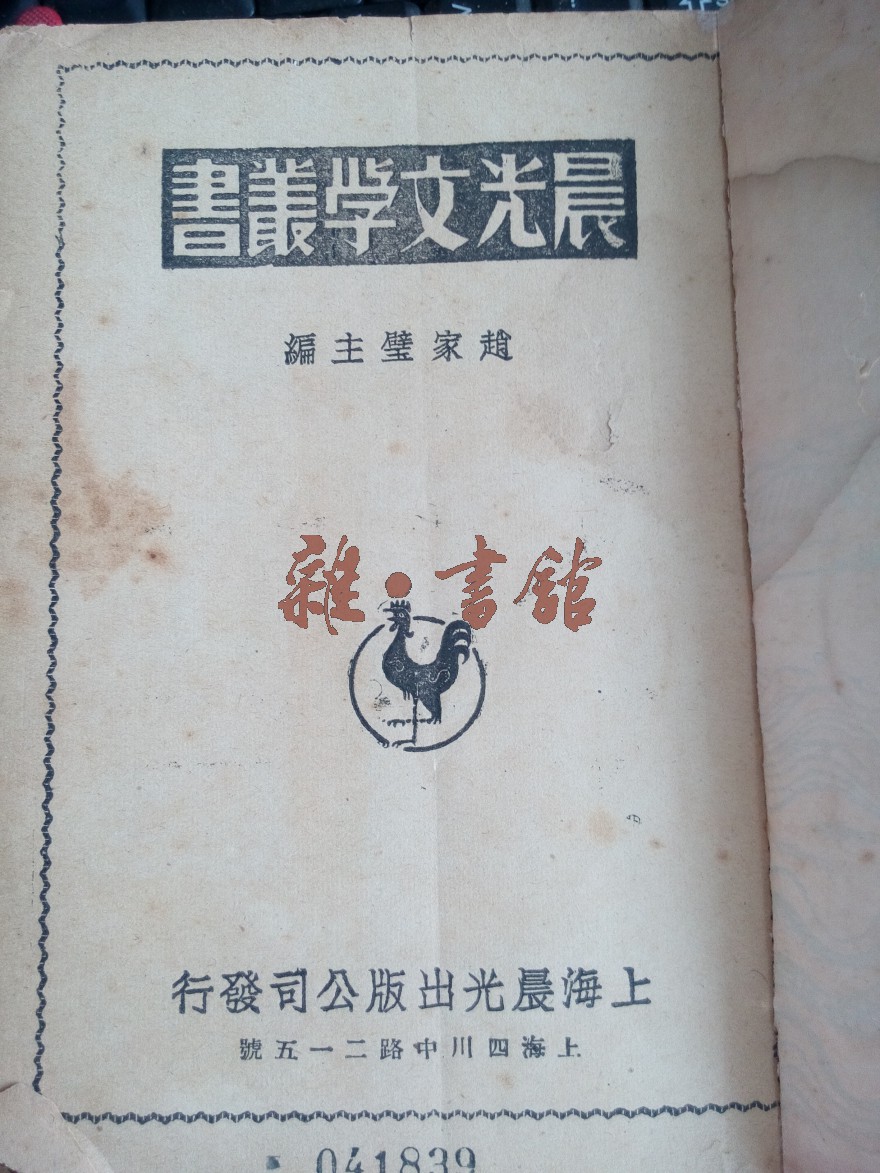 晨光文学叢書
趙家璧主編
雜·書館
上海晨光出版公司發行
上海四川中路二一五號
041839